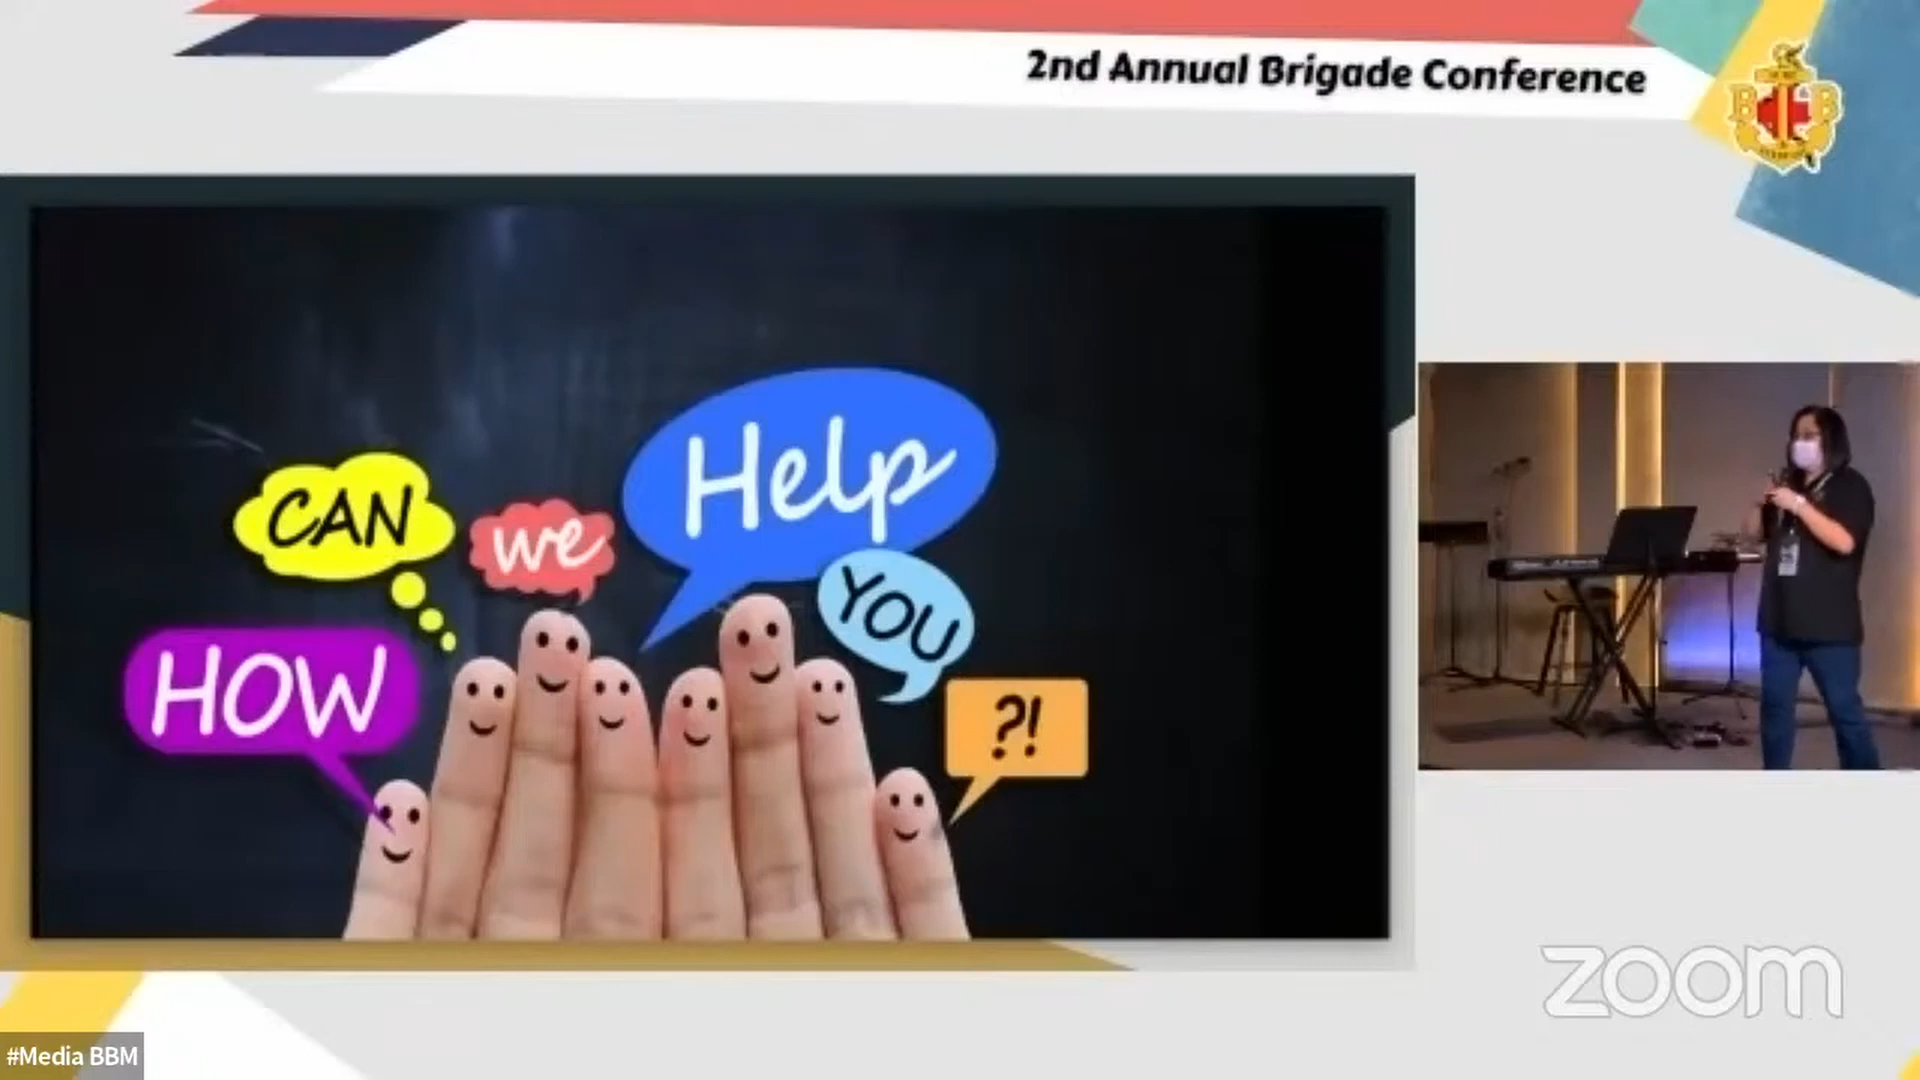 2nd Annual Brigade Conference
B B
HOW
CAN
we
Help
YOU
?!
zoom
#Media BBM